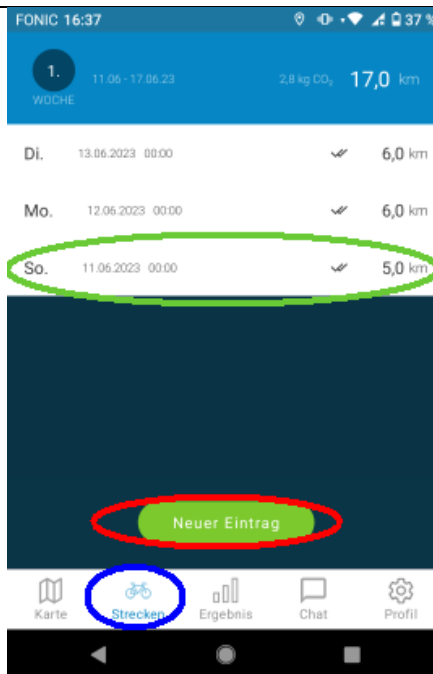 FONIC 16:37 37 %
1. 11.06 - 17.06.23 2,8 kg CO₂ 17,0 km
WOCHE
Di. 13.06.2023 00:00 6,0 km
Mo. 12.06.2023 00:00 6,0 km
So. 11.06.2023 00:00 5,0 km
Neuer Eintrag
Karte Strecken Ergebnis Chat Profil